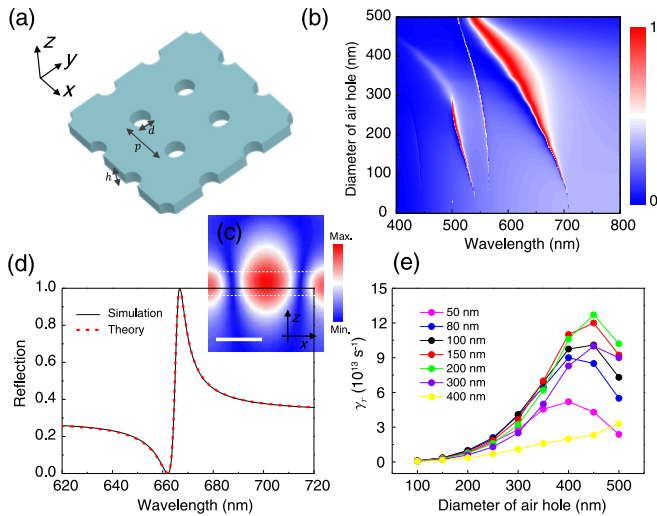 (a)
z
y
x
d
p
h
(b)
Diameter of air hole (nm)
500
400
300
200
100
0
400 500 600 700 800
Wavelength (nm)
1
0
(c)
Max.
Min.
z
x
(d)
Reflection
1.0
0.8
0.6
0.4
0.2
0.0
Simulation
Theory
620 640 660 680 700 720
Wavelength (nm)
(e)
γr (10¹³ s⁻¹)
15
12
9
6
3
0
50 nm
80 nm
100 nm
150 nm
200 nm
300 nm
400 nm
100 150 200 250 300 350 400 450 500
Diameter of air hole (nm)